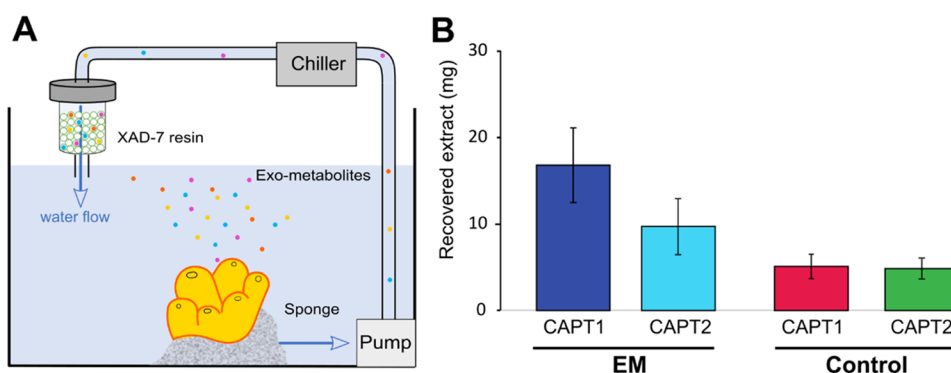 A
Chiller
XAD-7 resin
Exo-metabolites
water flow
Sponge
Pump
B
Recovered extract (mg)
30
20
10
0
CAPT1 CAPT2 CAPT1 CAPT2
EM Control